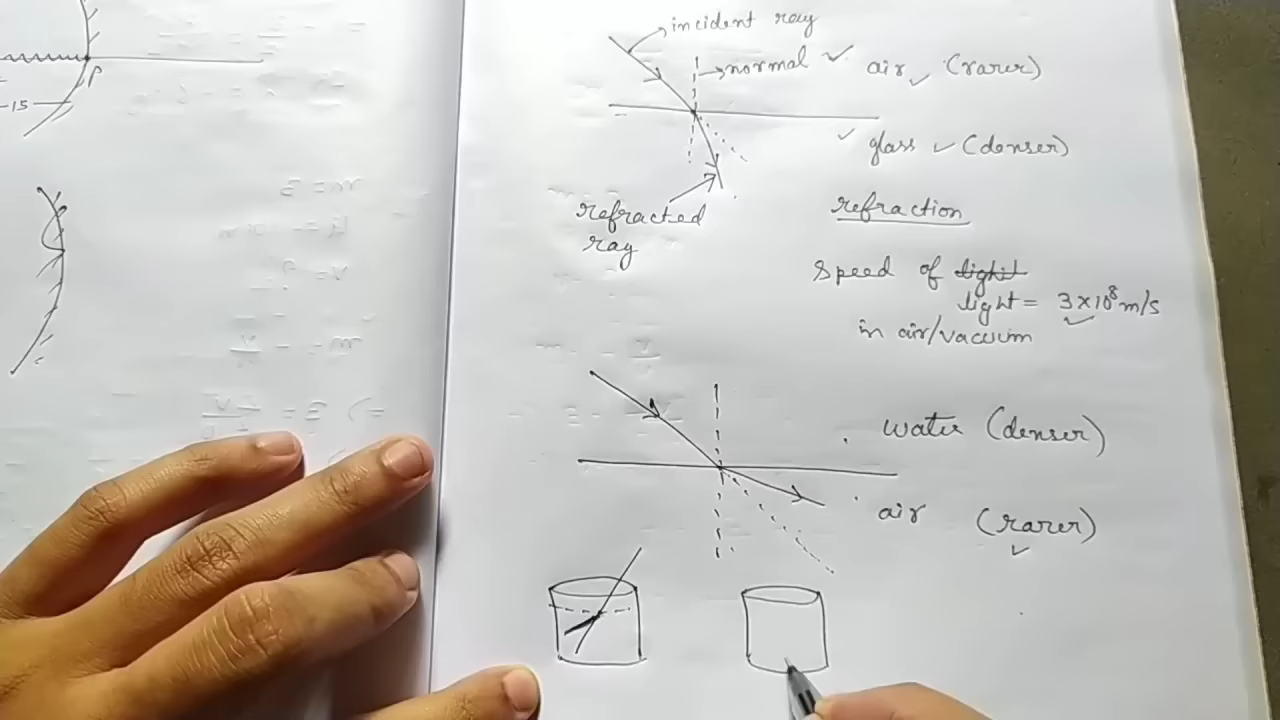 P
15
incident ray
normal
air (rarer)
glass (denser)
refracted
ray
refraction
Speed of light
light = 3×10⁸ m/s
in air/vacuum
water (denser)
air (rarer)